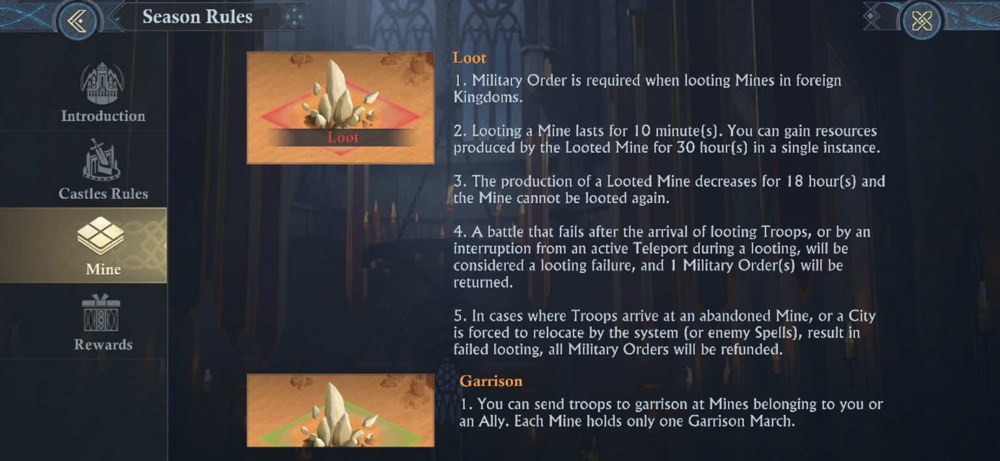 Season Rules
Introduction
Castles Rules
Mine
Rewards
Loot
Loot
1. Military Order is required when looting Mines in foreign
Kingdoms.
2. Looting a Mine lasts for 10 minute(s). You can gain resources
produced by the Looted Mine for 30 hour(s) in a single instance.
3. The production of a Looted Mine decreases for 18 hour(s) and
the Mine cannot be looted again.
4. A battle that fails after the arrival of looting Troops, or by an
interruption from an active Teleport during a looting, will be
considered a looting failure, and 1 Military Order(s) will be
returned.
5. In cases where Troops arrive at an abandoned Mine, or a City
is forced to relocate by the system (or enemy Spells), result in
failed looting, all Military Orders will be refunded.
Garrison
1. You can send troops to garrison at Mines belonging to you or
an Ally. Each Mine holds only one Garrison March.